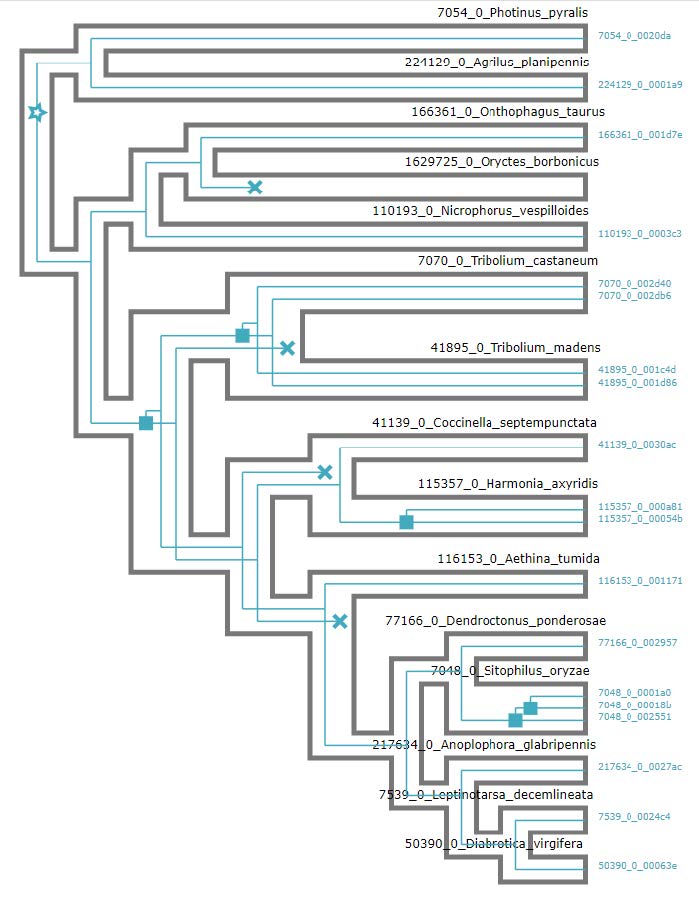 7054_0_Photinus_pyralis
7054_0_0020da
224129_0_Agrilus_planipennis
224129_0_0001a9
166361_0_Onthophagus_taurus
166361_0_001d7e
1629725_0_Oryctes_borbonicus
110193_0_Nicrophorus_vespilloides
110193_0_0003c3
7070_0_Tribolium_castaneum
7070_0_002d40
7070_0_002db6
41895_0_Tribolium_madens
41895_0_001c4d
41895_0_001d86
41139_0_Coccinella_septempunctata
41139_0_0030ac
115357_0_Harmonia_axyridis
115357_0_000a81
115357_0_00054b
116153_0_Aethina_tumida
116153_0_001171
77166_0_Dendroctonus_ponderosae
77166_0_002957
7048_0_Sitophilus_oryzae
7048_0_0001a0
7048_0_00018b
7048_0_002551
217634_0_Anoplophora_glabripennis
217634_0_0027ac
7539_0_Leptinotarsa_decemlineata
7539_0_0024c4
50390_0_Diabrotica_virgifera
50390_0_00063e